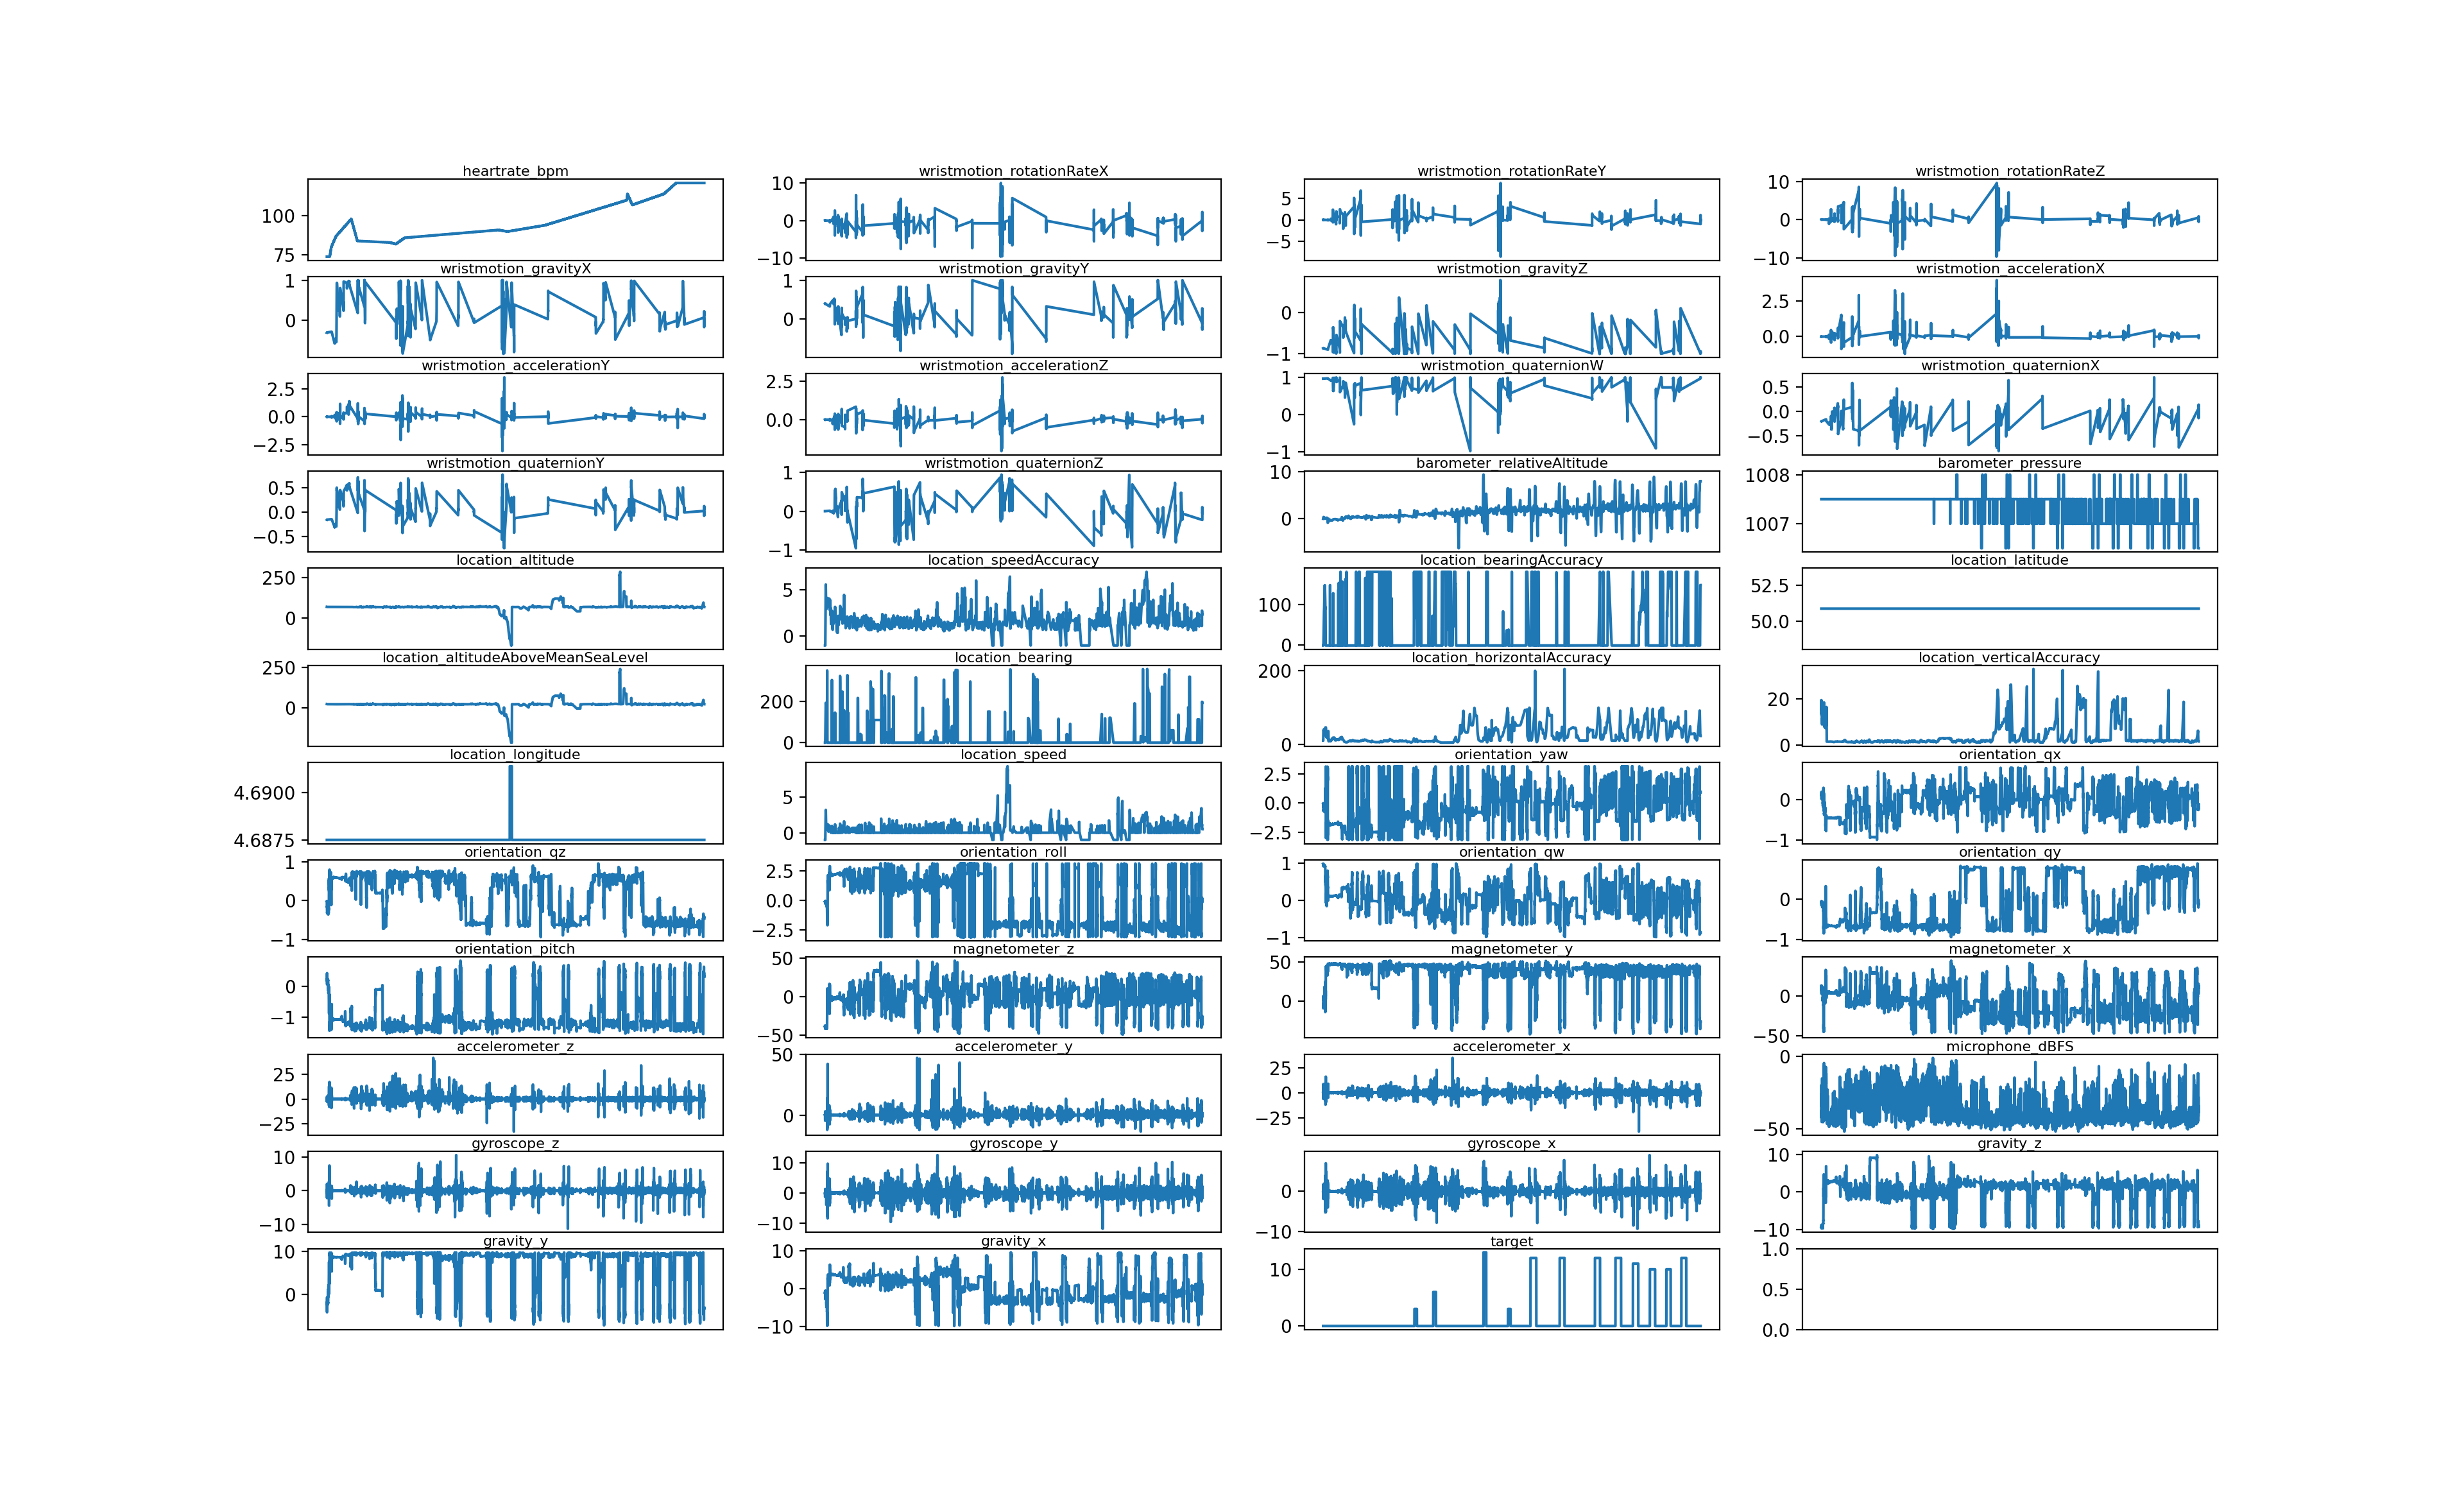 heartrate_bpm
100
75
wristmotion_rotationRateX
10
0
−10
wristmotion_rotationRateY
5
0
−5
wristmotion_rotationRateZ
10
0
−10
wristmotion_gravityX
1
0
wristmotion_gravityY
1
0
wristmotion_gravityZ
0
−1
wristmotion_accelerationX
2.5
0.0
wristmotion_accelerationY
2.5
0.0
−2.5
wristmotion_accelerationZ
2.5
0.0
wristmotion_quaternionW
1
0
−1
wristmotion_quaternionX
0.5
0.0
−0.5
wristmotion_quaternionY
0.5
0.0
−0.5
wristmotion_quaternionZ
1
0
−1
barometer_relativeAltitude
10
0
barometer_pressure
1008
1007
location_altitude
250
0
location_speedAccuracy
5
0
location_bearingAccuracy
100
0
location_latitude
52.5
50.0
location_altitudeAboveMeanSeaLevel
250
0
location_bearing
200
0
location_horizontalAccuracy
200
0
location_verticalAccuracy
20
0
location_longitude
4.6900
4.6875
location_speed
5
0
orientation_yaw
2.5
0.0
−2.5
orientation_qx
0
−1
orientation_qz
1
0
−1
orientation_roll
2.5
0.0
−2.5
orientation_qw
1
0
−1
orientation_qy
0
−1
orientation_pitch
0
−1
magnetometer_z
50
0
−50
magnetometer_y
50
0
magnetometer_x
0
−50
accelerometer_z
25
0
−25
accelerometer_y
50
0
accelerometer_x
25
0
−25
microphone_dBFS
0
−50
gyroscope_z
10
0
−10
gyroscope_y
10
0
−10
gyroscope_x
0
−10
gravity_z
10
0
−10
gravity_y
10
0
gravity_x
10
0
−10
target
10
0
1.0
0.5
0.0